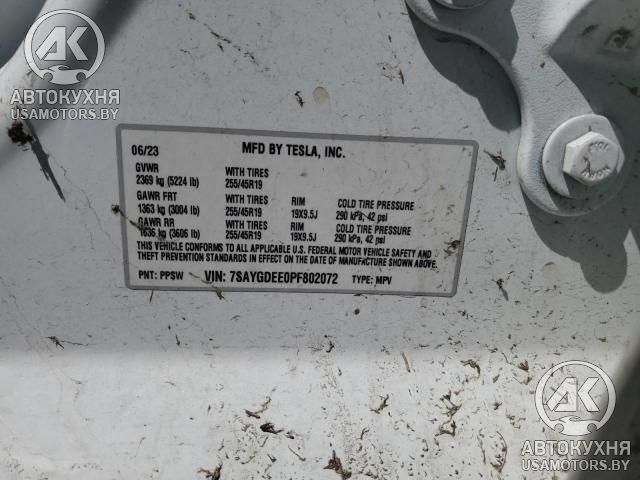 AK
АВТОКУХНЯ
USAMOTORS.BY
06/23 MFD BY TESLA, INC.
GVWR WITH TIRES
2369 kg (5224 lb) 255/45R19
GAWR FRT WITH TIRES RIM COLD TIRE PRESSURE
1363 kg (3004 lb) 255/45R19 19X9.5J 290 kPa, 42 psi
GAWR RR WITH TIRES RIM COLD TIRE PRESSURE
1636 kg (3606 lb) 255/45R19 19X9.5J 290 kPa, 42 psi
THIS VEHICLE CONFORMS TO ALL APPLICABLE U.S. FEDERAL MOTOR VEHICLE SAFETY AND
THEFT PREVENTION STANDARDS IN EFFECT ON THE DATE OF MANUFACTURE SHOWN ABOVE.
PNT: PPSW VIN: 7SAYGDEE0PF802072 TYPE: MPV
AK
АВТОКУХНЯ
USAMOTORS.BY